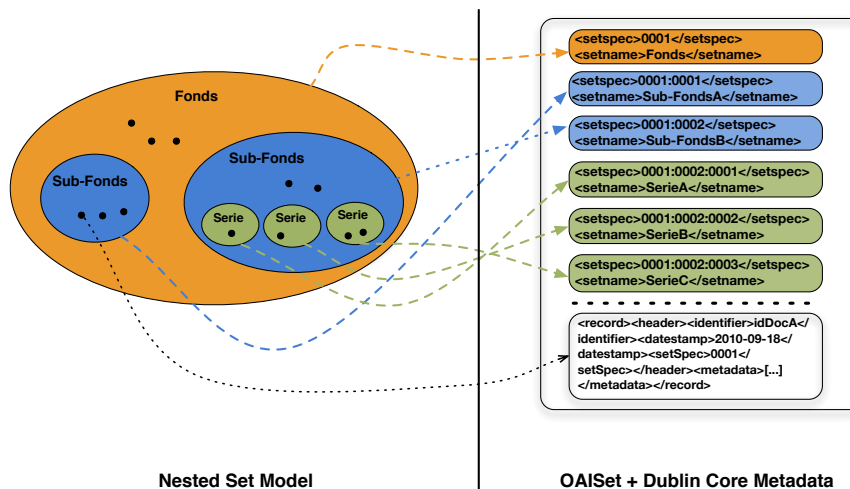 Fonds
Sub-Fonds
Sub-Fonds
Serie
Serie
Serie
Nested Set Model
<setspec>0001</setspec>
<setname>Fonds</setname>
<setspec>0001:0001</setspec>
<setname>Sub-FondsA</setname>
<setspec>0001:0002</setspec>
<setname>Sub-FondsB</setname>
<setspec>0001:0002:0001</setspec>
<setname>SerieA</setname>
<setspec>0001:0002:0002</setspec>
<setname>SerieB</setname>
<setspec>0001:0002:0003</setspec>
<setname>SerieC</setname>
<record><header><identifier>idDocA</
identifier><datestamp>2010-09-18</
datestamp><setSpec>0001</
setSpec></header><metadata>[...]
</metadata></record>
OAISet + Dublin Core Metadata